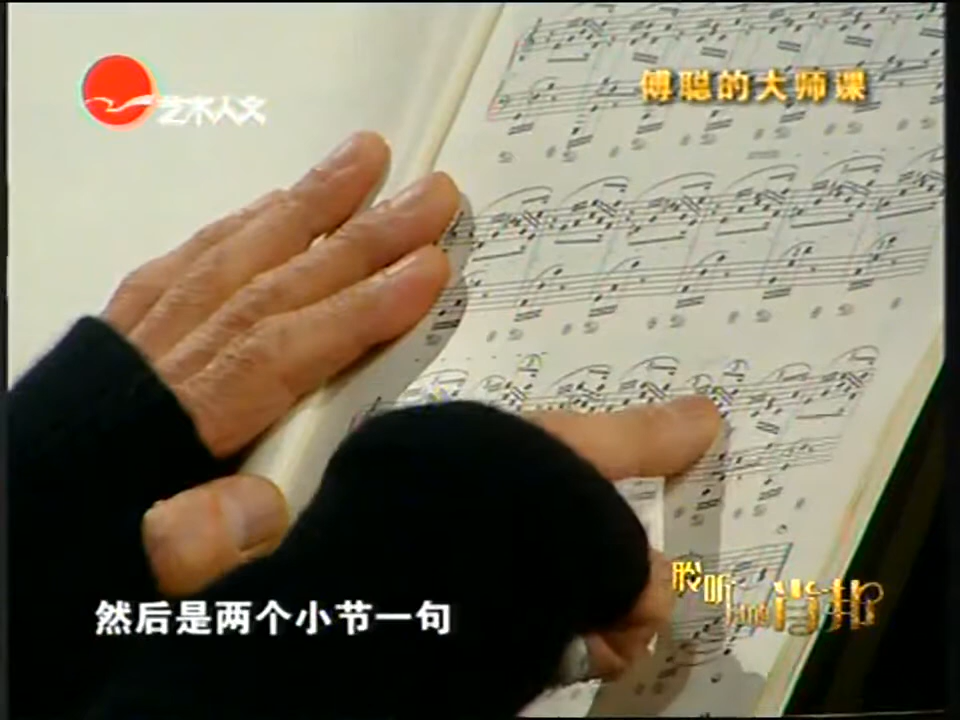 艺术人文
傅聪的大师课
然后是两个小节一句
聆听
肖邦